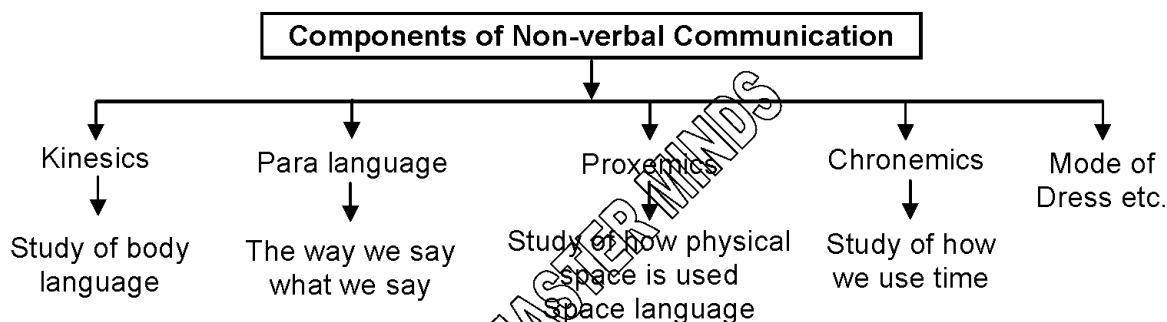 Components of Non-verbal Communication
Kinesics
Para language
Proxemics
Chronemics
Mode of
Dress etc.
Study of body
language
The way we say
what we say
Study of how physical
space is used
Space language
Study of how
we use time
MASTER MINDS